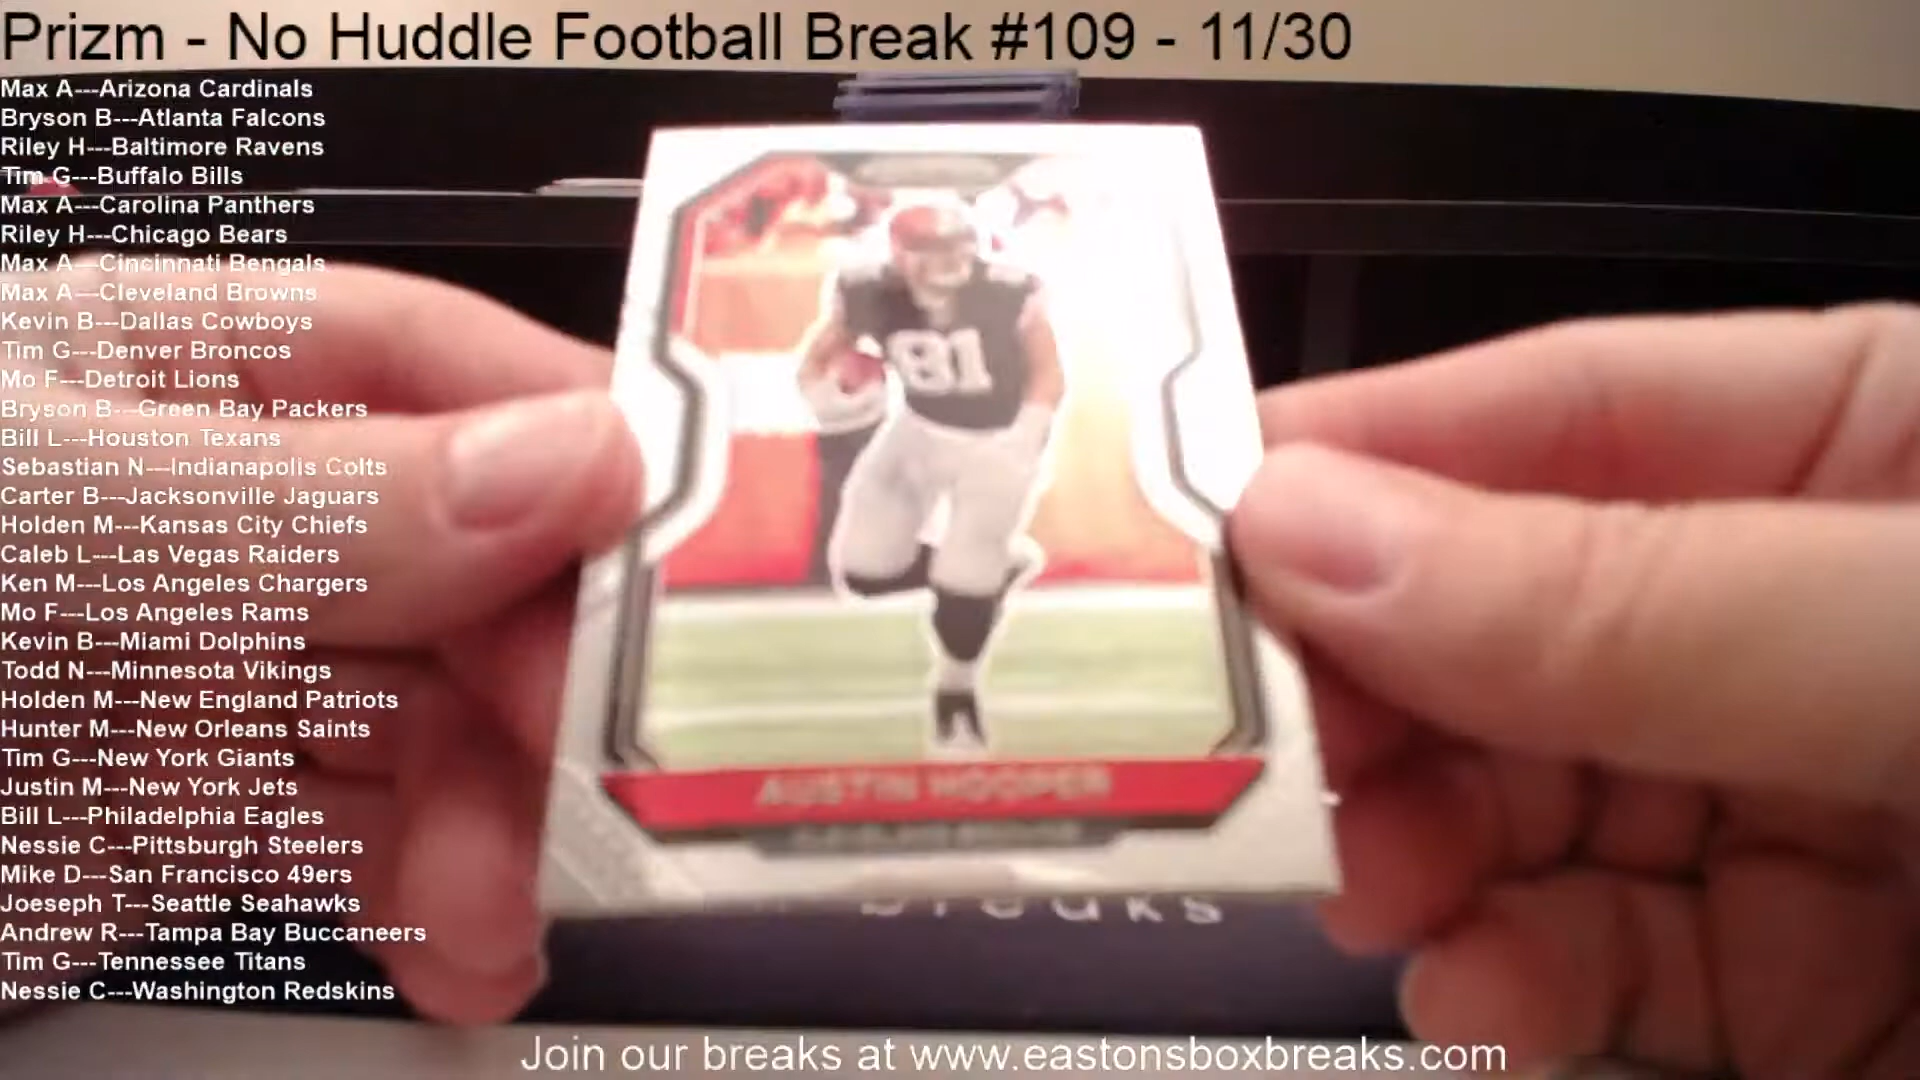 Prizm - No Huddle Football Break #109 - 11/30
Max A---Arizona Cardinals
Bryson B---Atlanta Falcons
Riley H---Baltimore Ravens
Tim G---Buffalo Bills
Max A---Carolina Panthers
Riley H---Chicago Bears
Max A---Cincinnati Bengals
Max A---Cleveland Browns
Kevin B---Dallas Cowboys
Tim G---Denver Broncos
Mo F---Detroit Lions
Bryson B---Green Bay Packers
Bill L---Houston Texans
Sebastian N---Indianapolis Colts
Carter B---Jacksonville Jaguars
Holden M---Kansas City Chiefs
Caleb L---Las Vegas Raiders
Ken M---Los Angeles Chargers
Mo F---Los Angeles Rams
Kevin B---Miami Dolphins
Todd N---Minnesota Vikings
Holden M---New England Patriots
Hunter M---New Orleans Saints
Tim G---New York Giants
Justin M---New York Jets
Bill L---Philadelphia Eagles
Nessie C---Pittsburgh Steelers
Mike D---San Francisco 49ers
Joeseph T---Seattle Seahawks
Andrew R---Tampa Bay Buccaneers
Tim G---Tennessee Titans
Nessie C---Washington Redskins
81
AUSTIN HOOPER
breaks
Join our breaks at www.eastonsboxbreaks.com